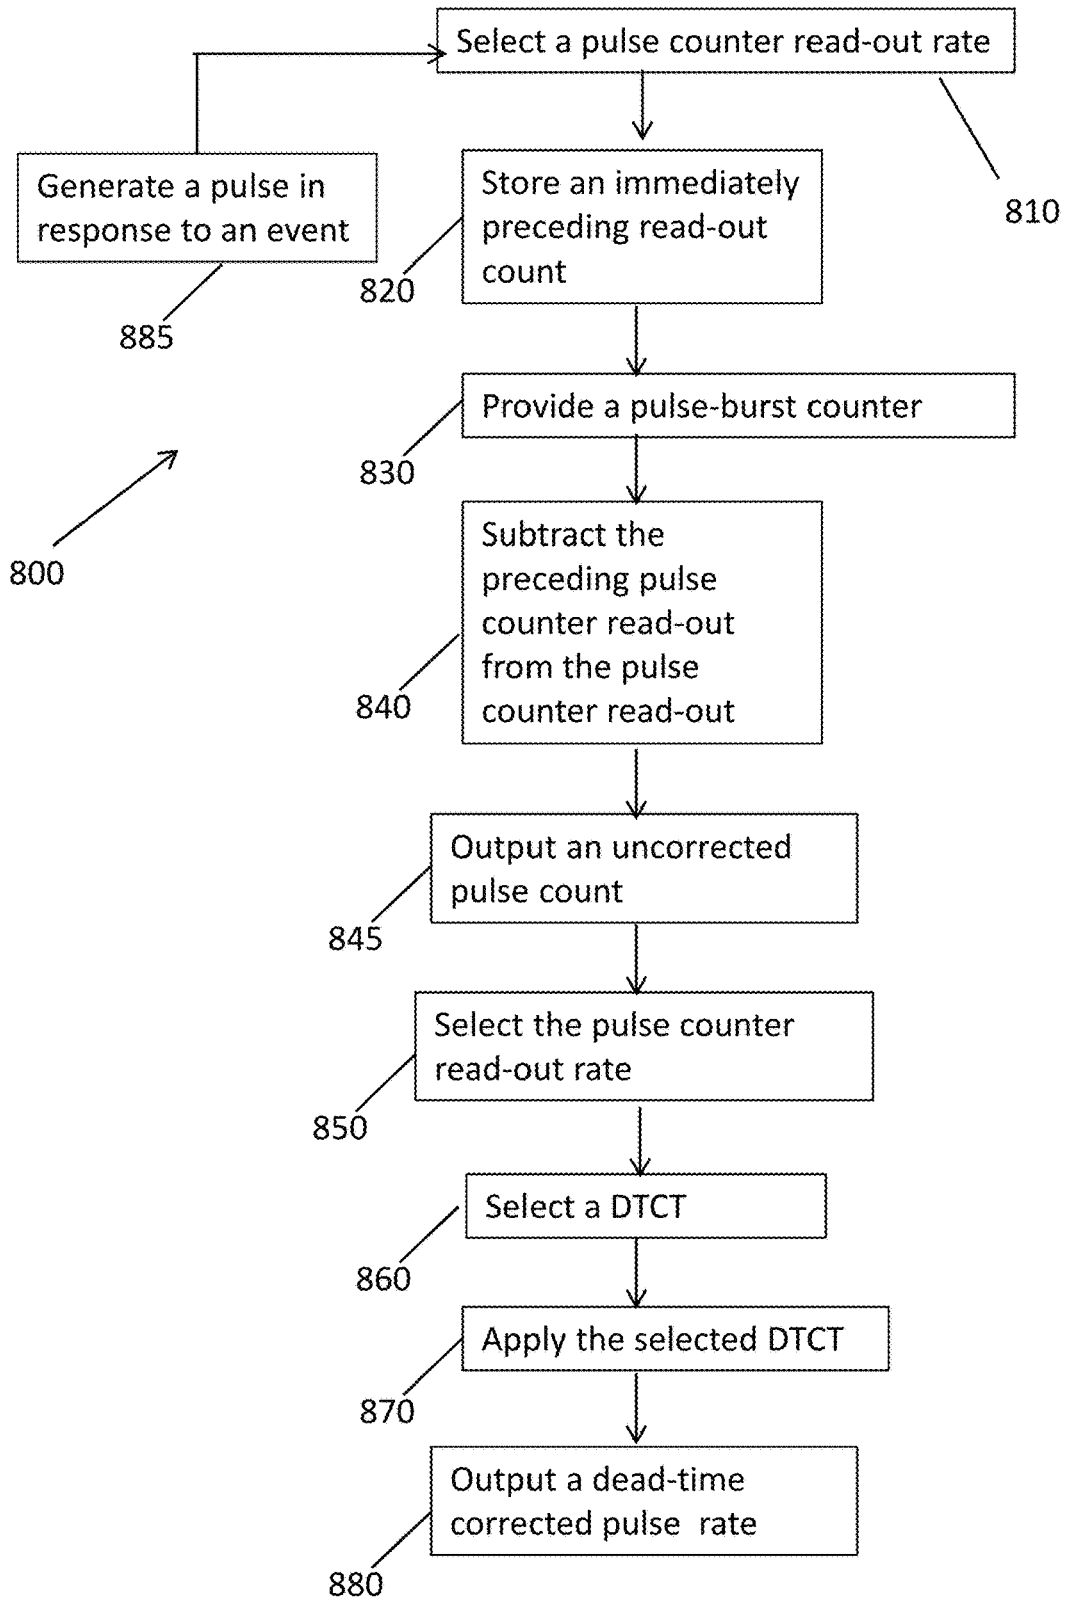 Select a pulse counter read-out rate
810
Generate a pulse in
response to an event
885
Store an immediately
preceding read-out
count
820
Provide a pulse-burst counter
830
800
Subtract the
preceding pulse
counter read-out
from the pulse
counter read-out
840
Output an uncorrected
pulse count
845
Select the pulse counter
read-out rate
850
Select a DTCT
860
Apply the selected DTCT
870
Output a dead-time
corrected pulse rate
880